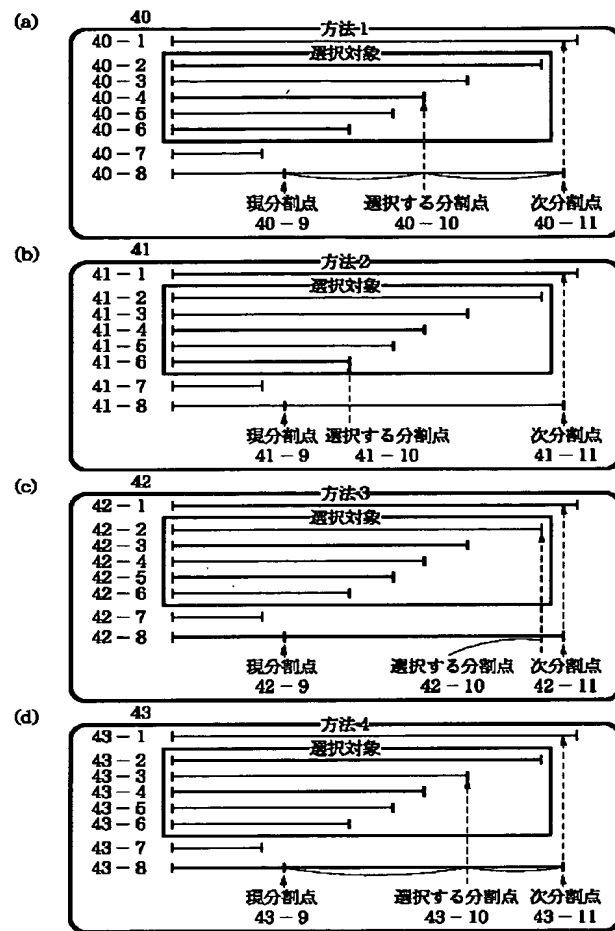 (a)
40
方法1
40-1
選択対象
40-2
40-3
40-4
40-5
40-6
40-7
40-8
現分割点 選択する分割点 次分割点
40-9 40-10 40-11
(b)
41
方法2
41-1
選択対象
41-2
41-3
41-4
41-5
41-6
41-7
41-8
現分割点 選択する分割点 次分割点
41-9 41-10 41-11
(c)
42
方法3
42-1
選択対象
42-2
42-3
42-4
42-5
42-6
42-7
42-8
現分割点 選択する分割点 次分割点
42-9 42-10 42-11
(d)
43
方法4
43-1
選択対象
43-2
43-3
43-4
43-5
43-6
43-7
43-8
現分割点 選択する分割点 次分割点
43-9 43-10 43-11